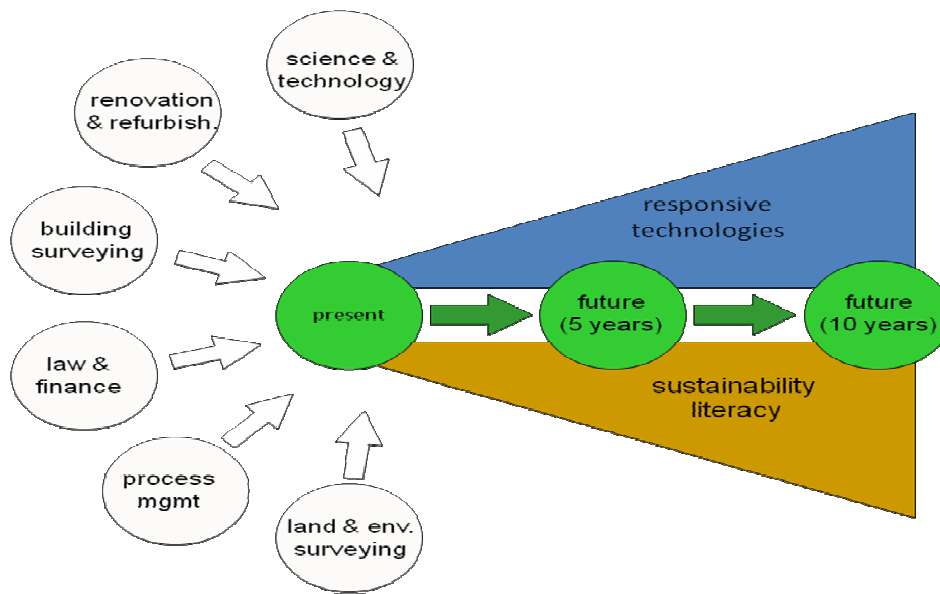 science &
technology
renovation
& refurbish.
building
surveying
law &
finance
process
mgmt
land & env.
surveying
present
future
(5 years)
future
(10 years)
responsive
technologies
sustainability
literacy